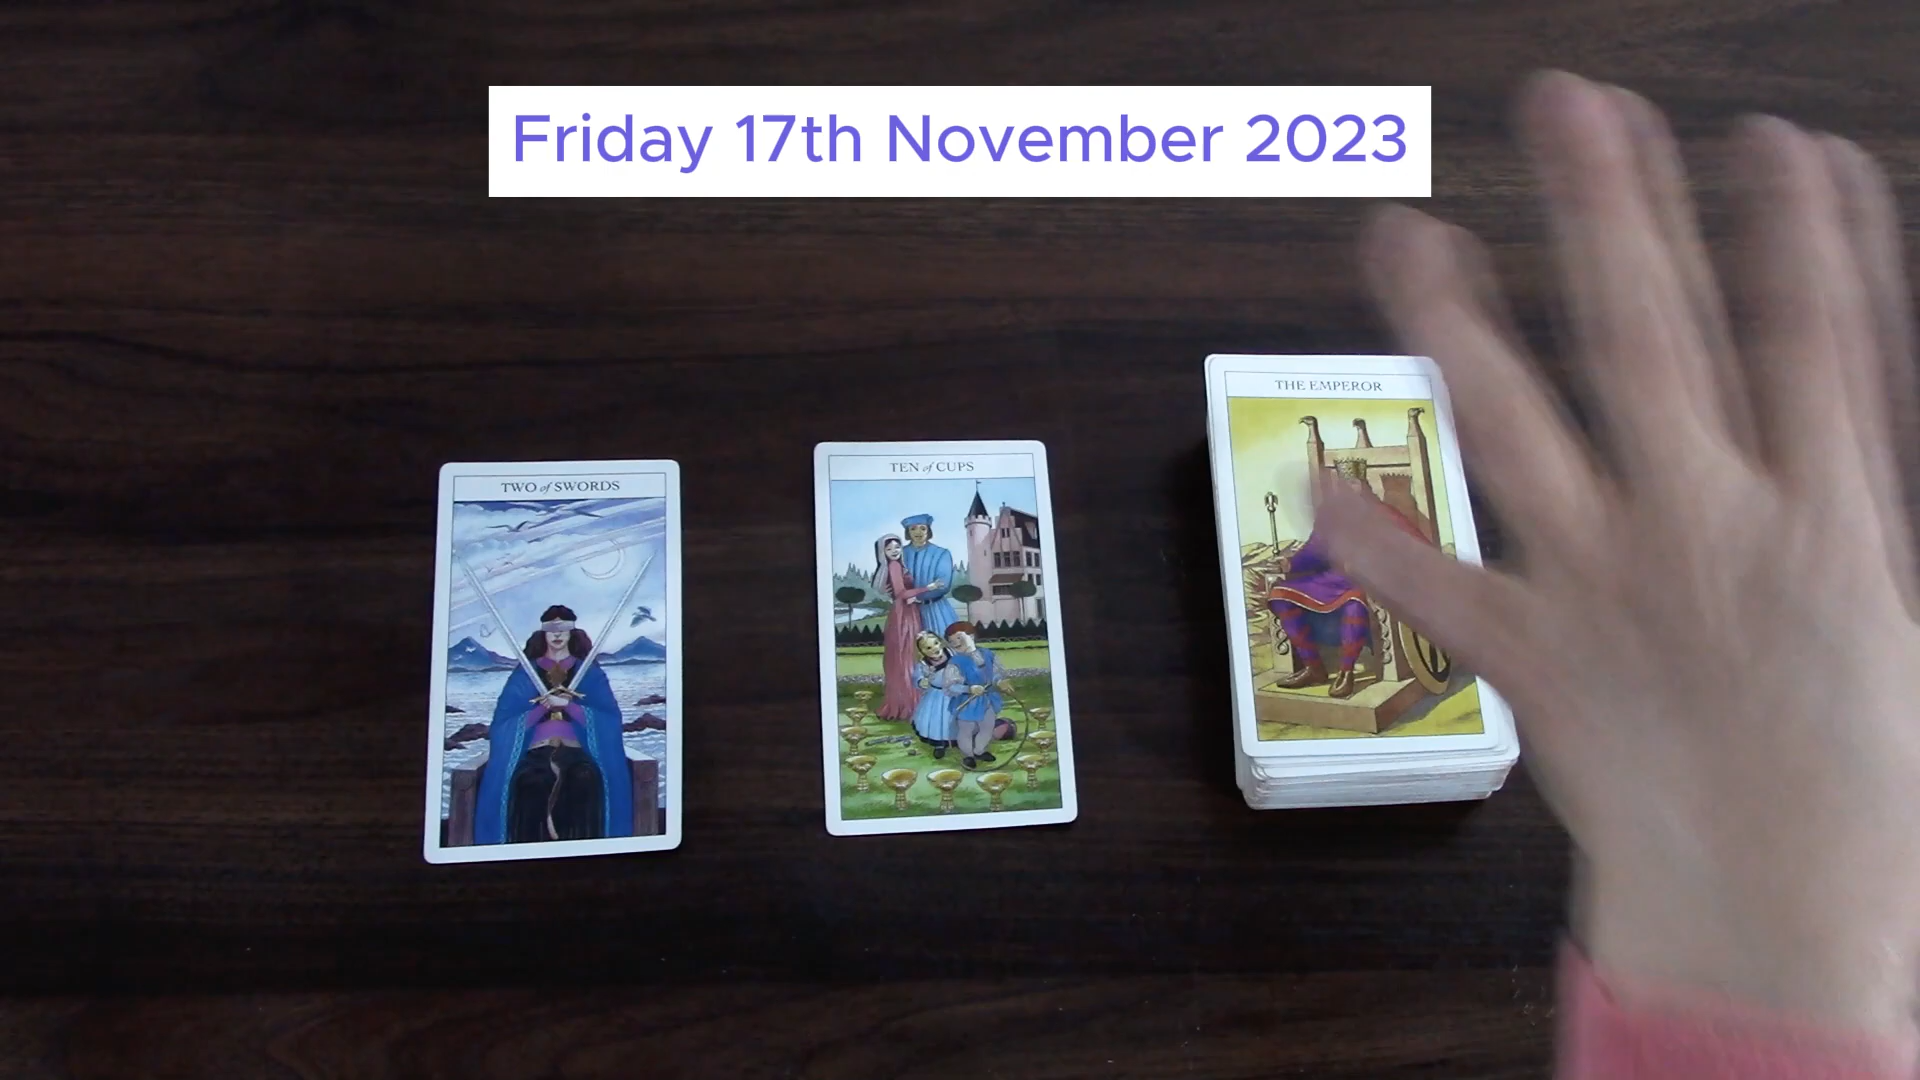 Friday 17th November 2023
THE EMPEROR
TEN of CUPS
TWO of SWORDS